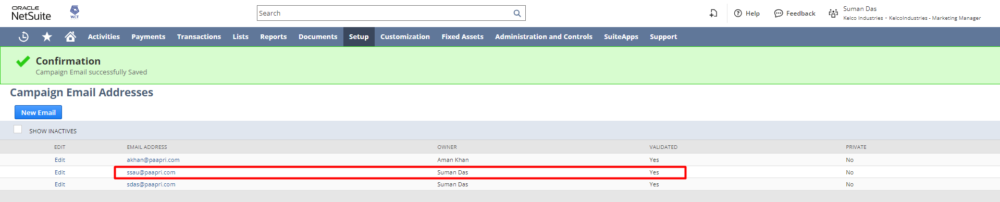 ORACLE
NetSuite
WCT
Search
Help
Feedback
Suman Das
Kelco Industries - KelcoIndustries - Marketing Manager
Activities Payments Transactions Lists Reports Documents Setup Customization Fixed Assets Administration and Controls SuiteApps Support
Confirmation
Campaign Email successfully Saved
Campaign Email Addresses
New Email
SHOW INACTIVES
EDIT EMAIL ADDRESS OWNER VALIDATED PRIVATE
Edit akhan@paapri.com Aman Khan Yes No
Edit ssau@paapri.com Suman Das Yes No
Edit sdas@paapri.com Suman Das Yes No